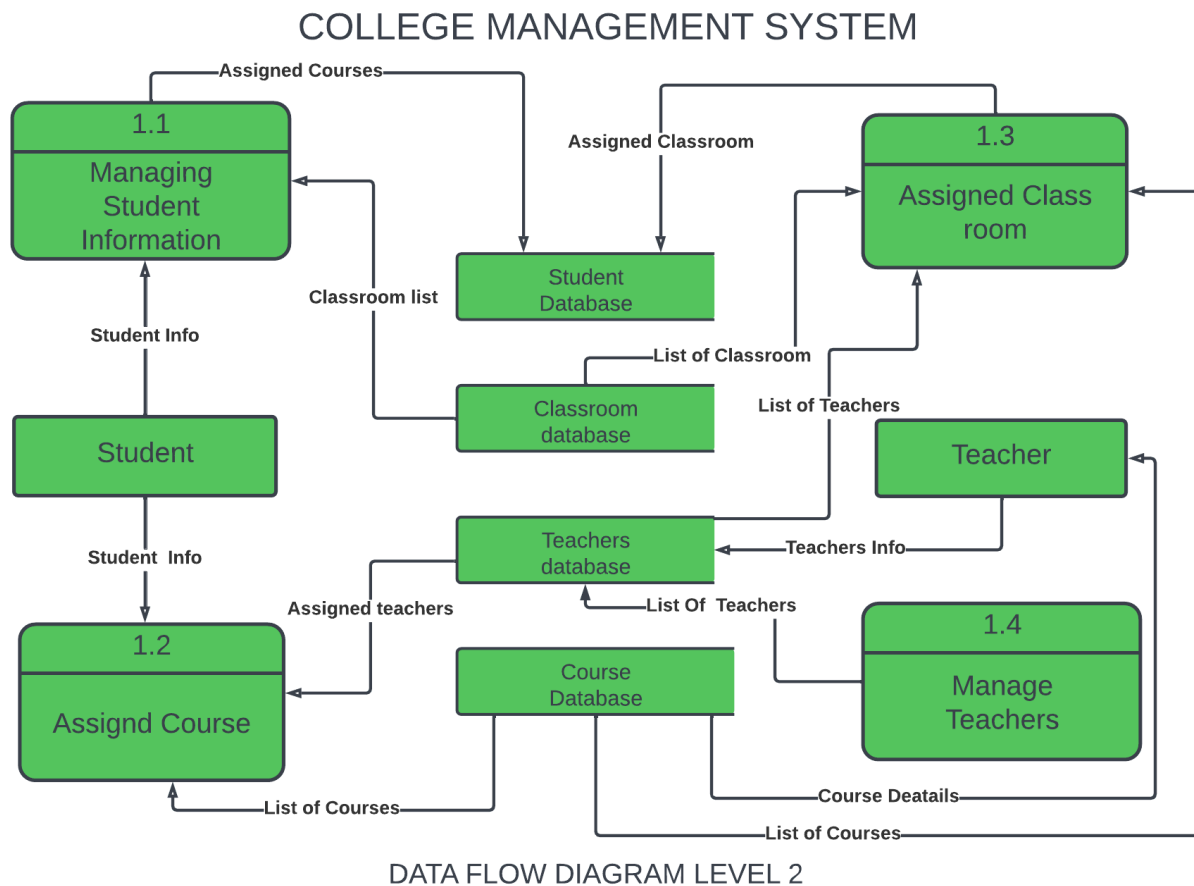 COLLEGE MANAGEMENT SYSTEM
Assigned Courses
1.1
Managing
Student
Information
Assigned Classroom
1.3
Assigned Class
room
Student
Database
Classroom list
Student Info
List of Classroom
Classroom
database
List of Teachers
Student
Teacher
Teachers
database
Teachers Info
Student  Info
Assigned teachers
List Of  Teachers
1.2
Assignd Course
Course
Database
1.4
Manage
Teachers
List of Courses
Course Deatails
List of Courses
DATA FLOW DIAGRAM LEVEL 2